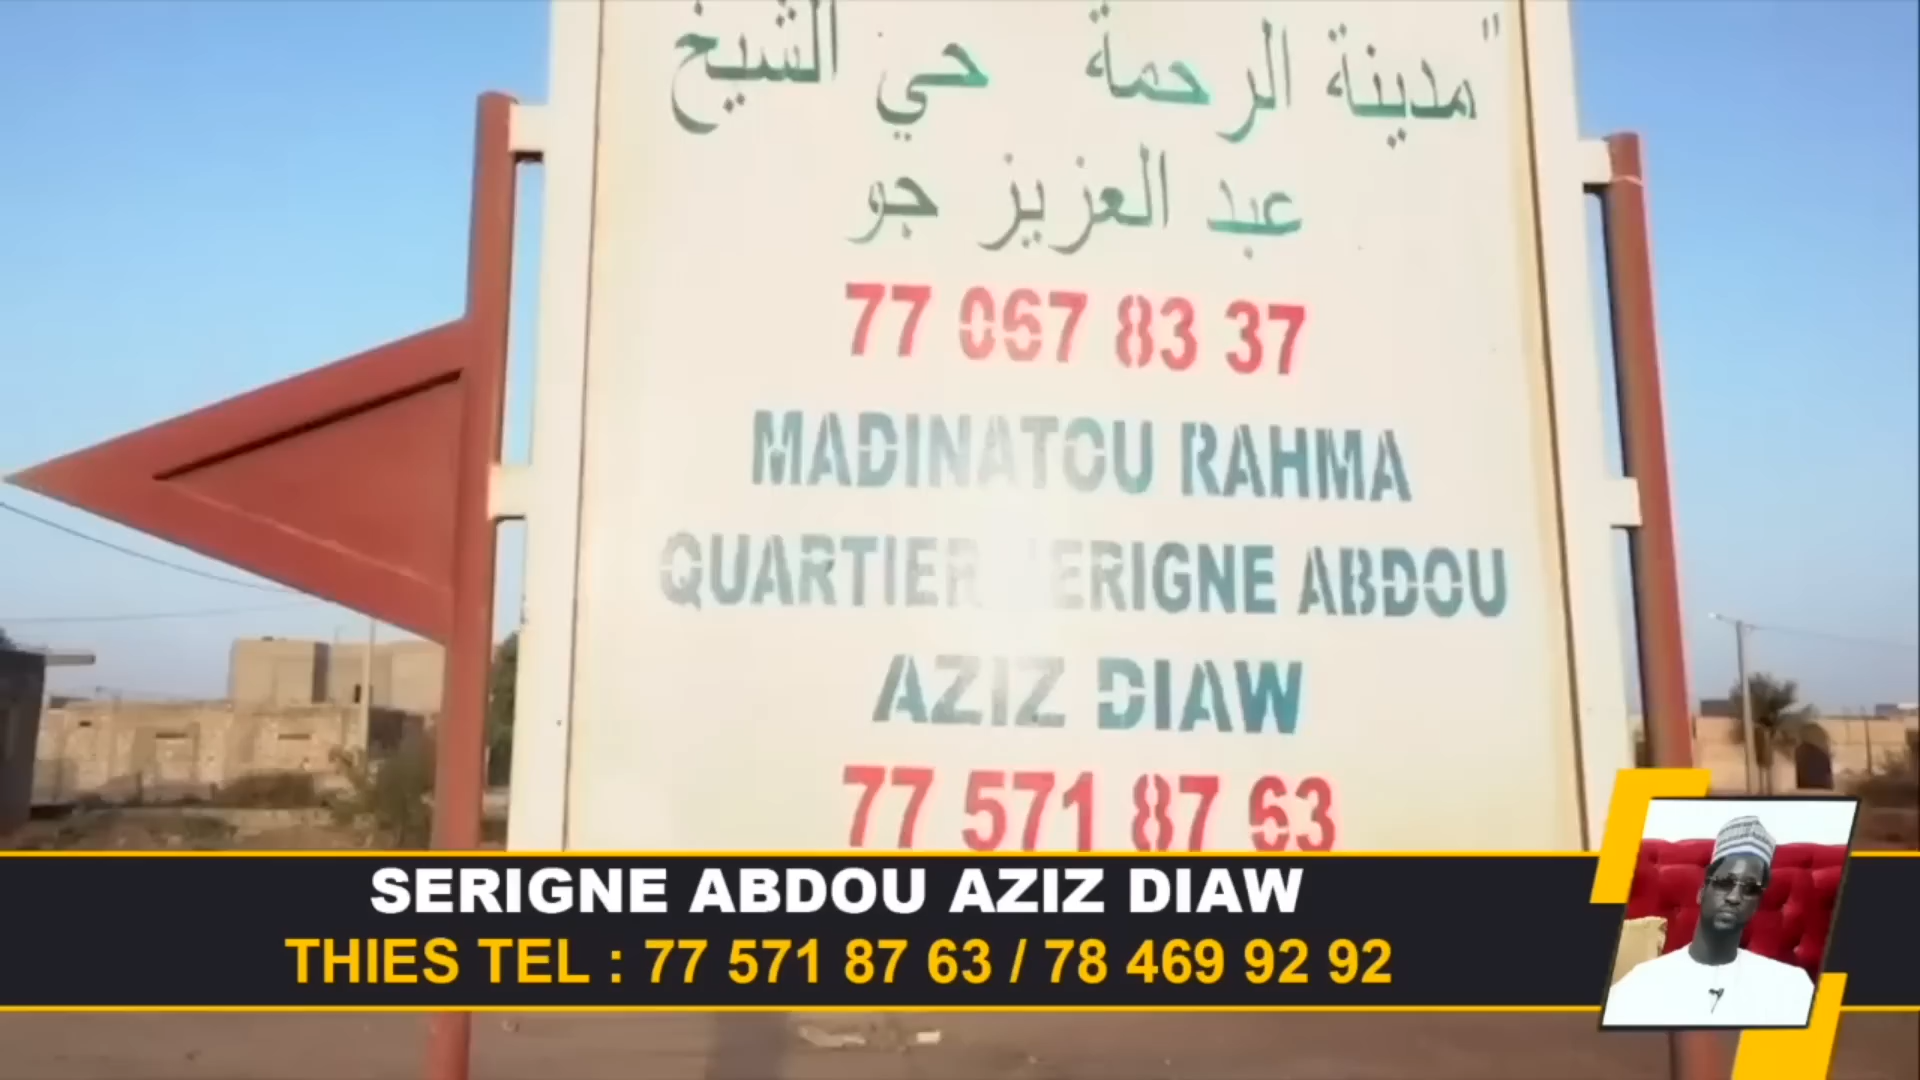 "مدينة الرحمة حي الشيخ
عبد العزيز جو
77 067 83 37
MADINATOU RAHMA
QUARTIER SERIGNE ABDOU
AZIZ DIAW
77 571 87 63
SERIGNE ABDOU AZIZ DIAW
THIES TEL : 77 571 87 63 / 78 469 92 92